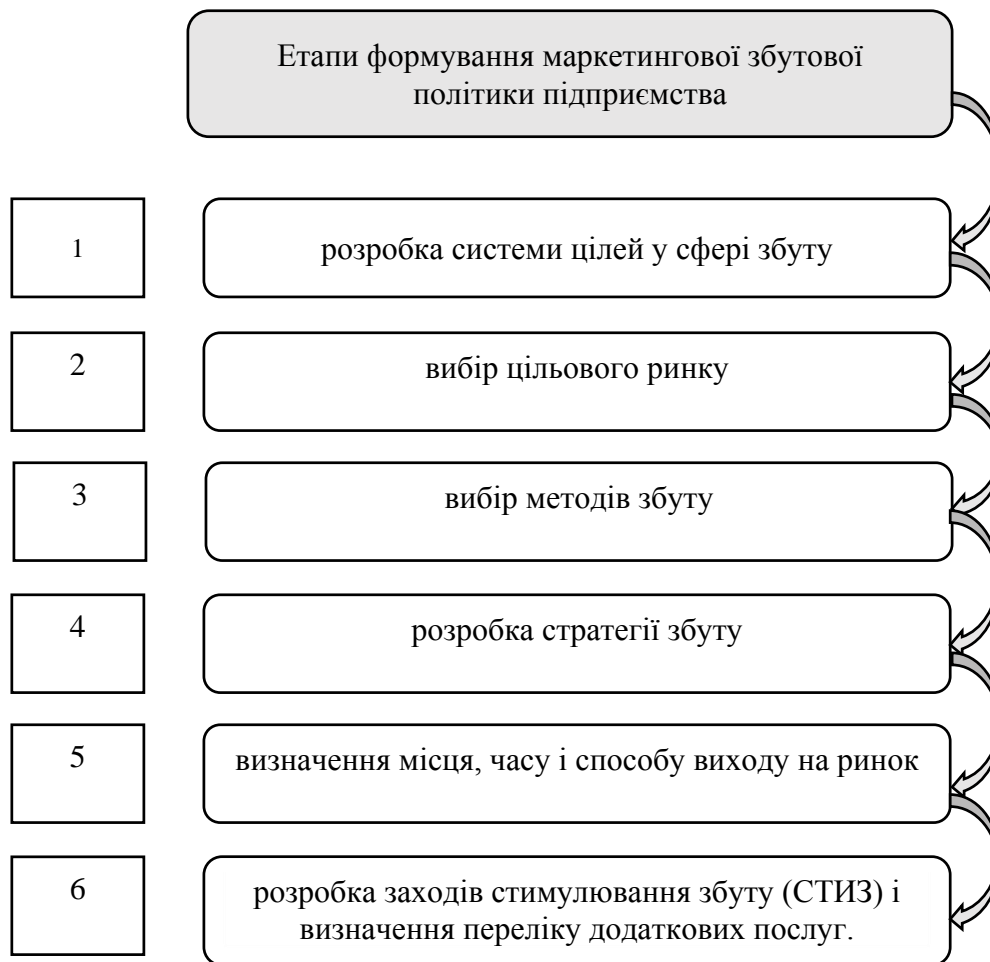 Етапи формування маркетингової збутової
політики підприємства
1
розробка системи цілей у сфері збуту
2
вибір цільового ринку
3
вибір методів збуту
4
розробка стратегії збуту
5
визначення місця, часу і способу виходу на ринок
6
розробка заходів стимулювання збуту (СТИЗ) і
визначення переліку додаткових послуг.